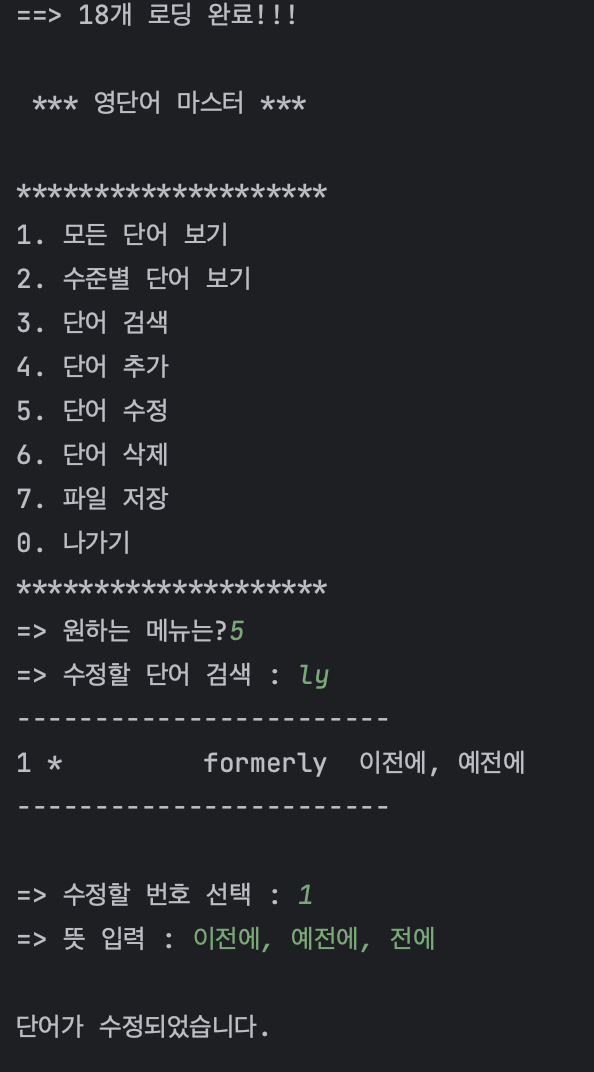 ==> 18개 로딩 완료!!!
*** 영단어 마스터 ***
********************
1. 모든 단어 보기
2. 수준별 단어 보기
3. 단어 검색
4. 단어 추가
5. 단어 수정
6. 단어 삭제
7. 파일 저장
0. 나가기
********************
=> 원하는 메뉴는?5
=> 수정할 단어 검색 : ly
------------------------
1 *         formerly  이전에, 예전에
------------------------
=> 수정할 번호 선택 : 1
=> 뜻 입력 : 이전에, 예전에, 전에
단어가 수정되었습니다.